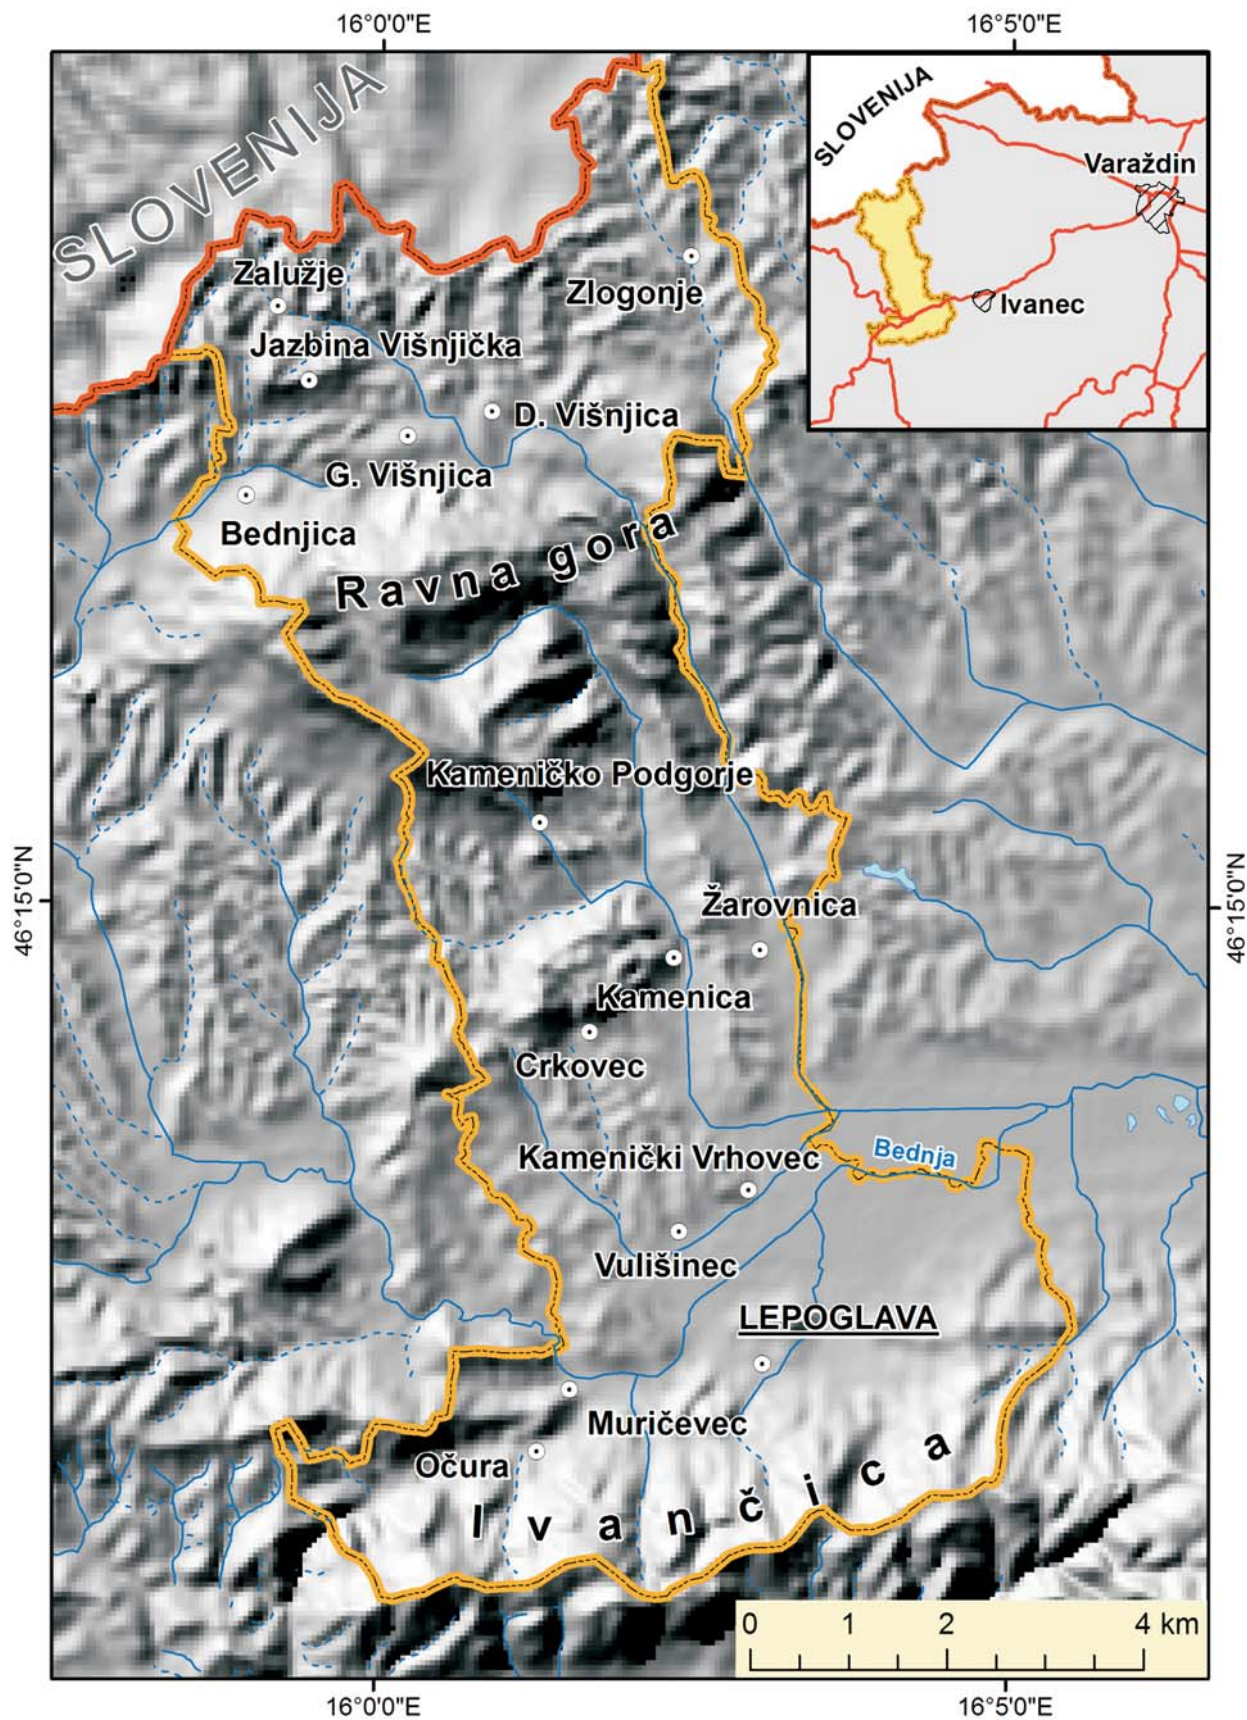 16°0'0"E
16°5'0"E
SLOVENIJA
SLOVENIJA
Varaždin
Ivanec
Zalužje
Zlogonje
Jazbina Višnjička
D. Višnjica
G. Višnjica
Bednjica
Ravna gora
Kameničko Podgorje
46°15'0"N
46°15'0"N
Žarovnica
Kamenica
Crkovec
Kamenički Vrhovec
Bednja
Vulišinec
LEPOGLAVA
Muričevec
Očura
Ivančica
0 1 2 4 km
16°0'0"E
16°5'0"E